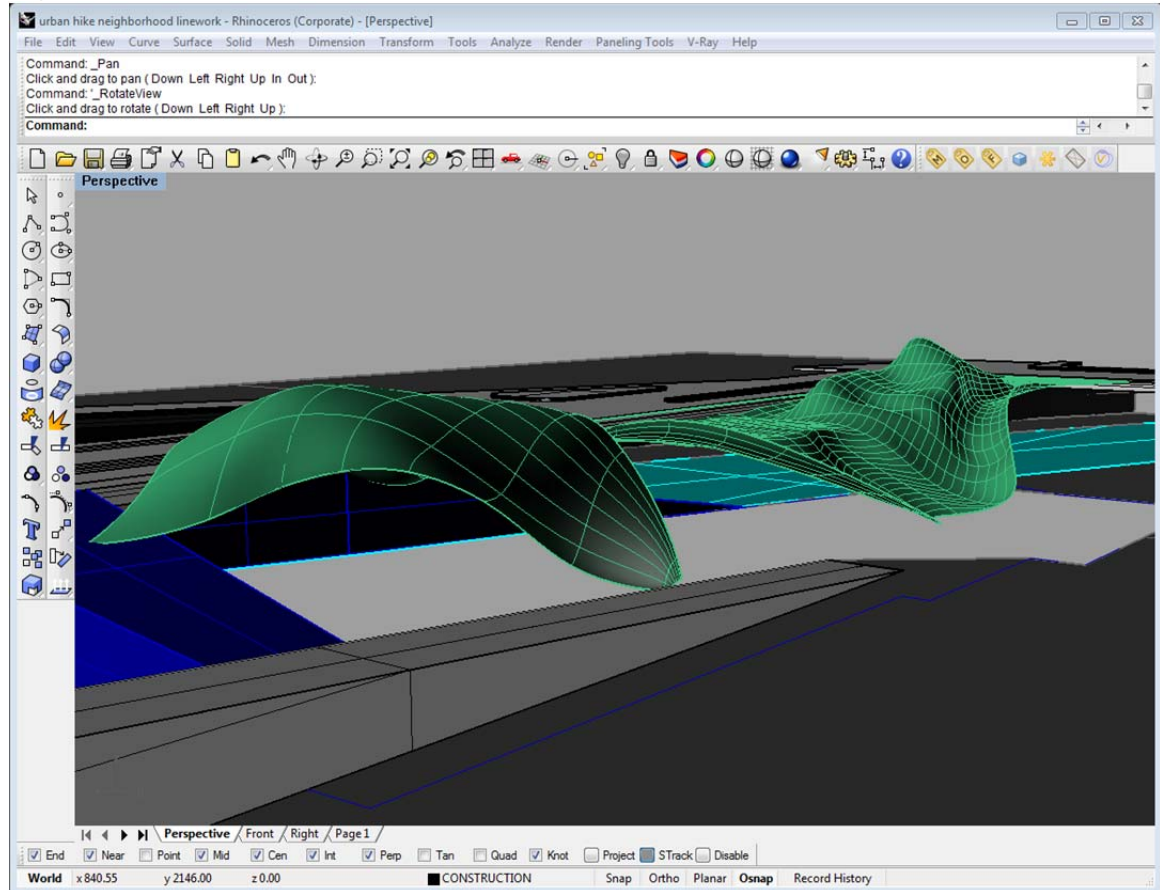 urban hike neighborhood linework - Rhinoceros (Corporate) - [Perspective]
File Edit View Curve Surface Solid Mesh Dimension Transform Tools Analyze Render Paneling Tools V-Ray Help
Command: _Pan
Click and drag to pan ( Down Left Right Up In Out ):
Command: '_RotateView
Click and drag to rotate ( Down Left Right Up ):
Command:
Perspective
Perspective Front Right Page 1
End Near Point Mid Cen Int Perp Tan Quad Knot Project STrack Disable
World x 840.55 y 2146.00 z 0.00 CONSTRUCTION Snap Ortho Planar Osnap Record History